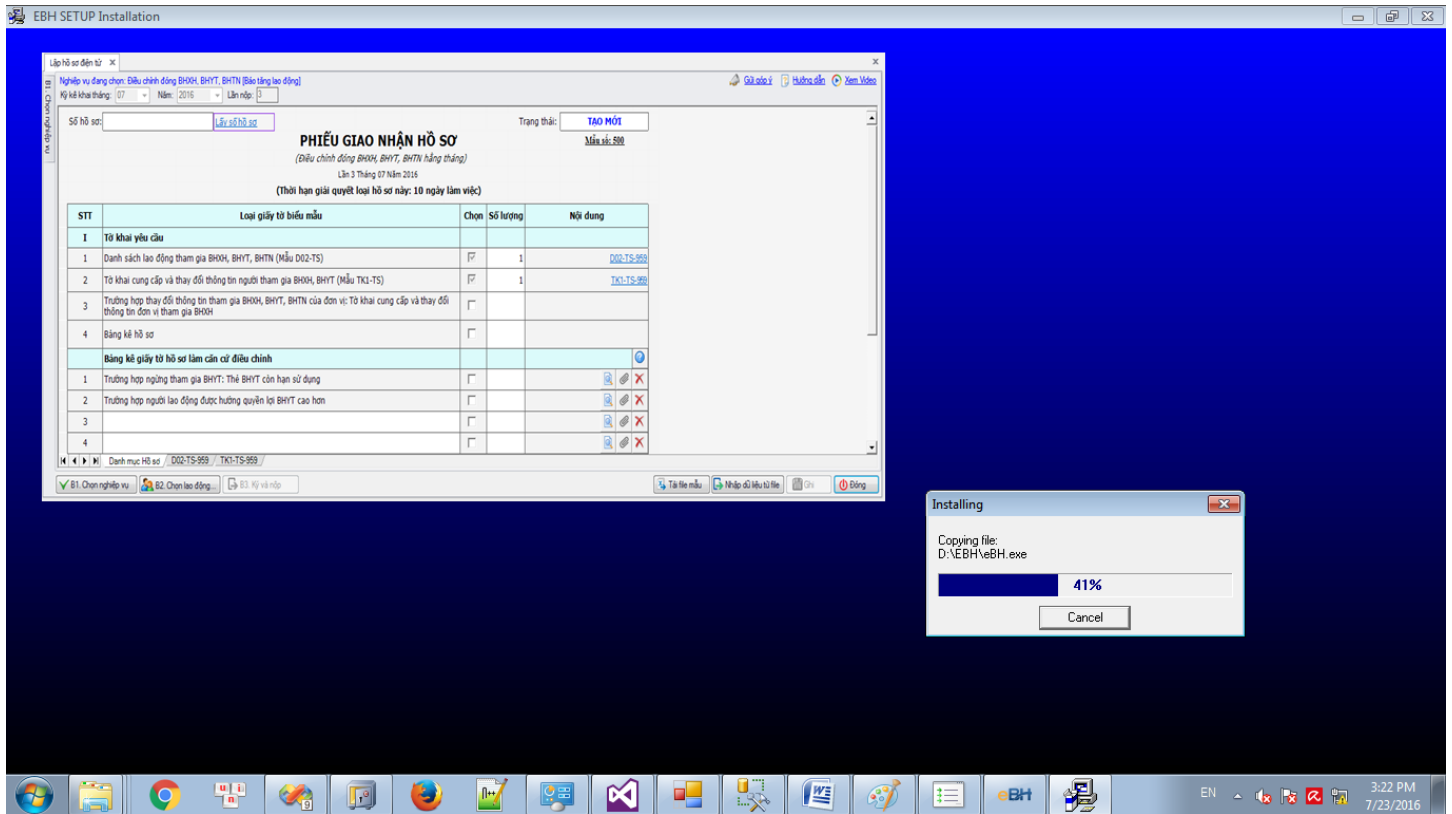 EBH SETUP Installation
Lập hồ sơ điện tử X
B1. Chọn nghiệp vụ
Nghiệp vụ đang chọn: Điều chỉnh đóng BHXH, BHYT, BHTN [Báo tăng lao động]
Gửi góp ý Hướng dẫn Xem Video
Kỳ kê khai tháng: 07 Năm: 2016 Lần nộp: 3
Số hồ sơ: Lấy số hồ sơ Trạng thái: TẠO MỚI
PHIẾU GIAO NHẬN HỒ SƠ Mẫu số: 500
(Điều chỉnh đóng BHXH, BHYT, BHTN hằng tháng)
Lần 3 Tháng 07 Năm 2016
(Thời hạn giải quyết loại hồ sơ này: 10 ngày làm việc)
STT Loại giấy tờ biểu mẫu Chọn Số lượng Nội dung
I Tờ khai yêu cầu
1 Danh sách lao động tham gia BHXH, BHYT, BHTN (Mẫu D02-TS) 1 D02-TS-959
2 Tờ khai cung cấp và thay đổi thông tin người tham gia BHXH, BHYT (Mẫu TK1-TS) 1 TK1-TS-959
3 Trường hợp thay đổi thông tin tham gia BHXH, BHYT, BHTN của đơn vị: Tờ khai cung cấp và thay đổi
thông tin đơn vị tham gia BHXH
4 Bảng kê hồ sơ
Bảng kê giấy tờ hồ sơ làm căn cứ điều chỉnh
1 Trường hợp ngừng tham gia BHYT: Thẻ BHYT còn hạn sử dụng
2 Trường hợp người lao động được hưởng quyền lợi BHYT cao hơn
3
4
Danh mục Hồ sơ D02-TS-959 TK1-TS-959
B1. Chọn nghiệp vụ B2. Chọn lao động... B3. Ký và nộp Tải file mẫu Nhập dữ liệu từ file Ghi Đóng
Installing
Copying file:
D:\EBH\eBH.exe
41%
Cancel
u n i
9
n++
W
eBH
EN
3:22 PM
7/23/2016